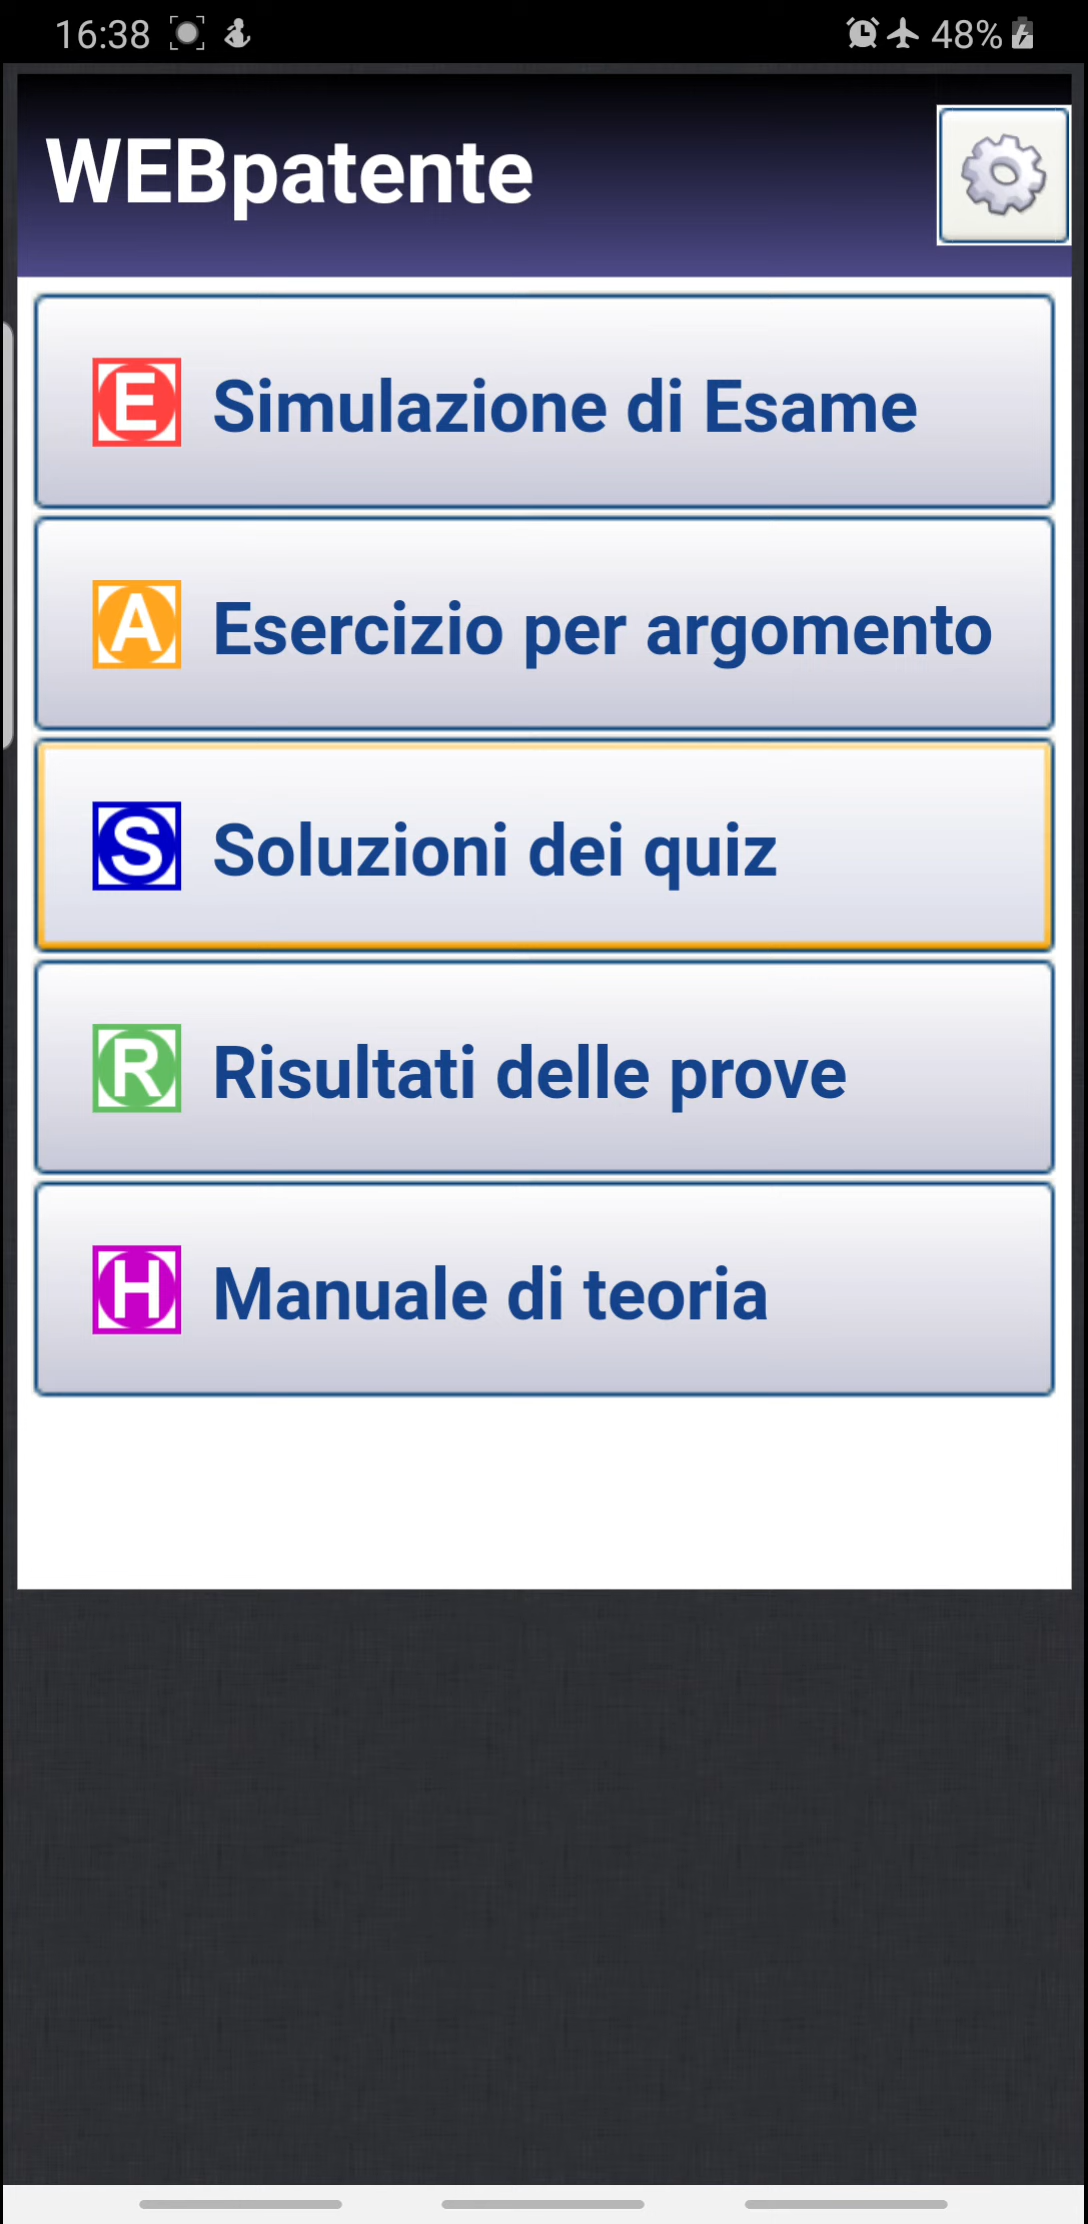 16:38 48%
WEBpatente
E Simulazione di Esame
A Esercizio per argomento
S Soluzioni dei quiz
R Risultati delle prove
H Manuale di teoria